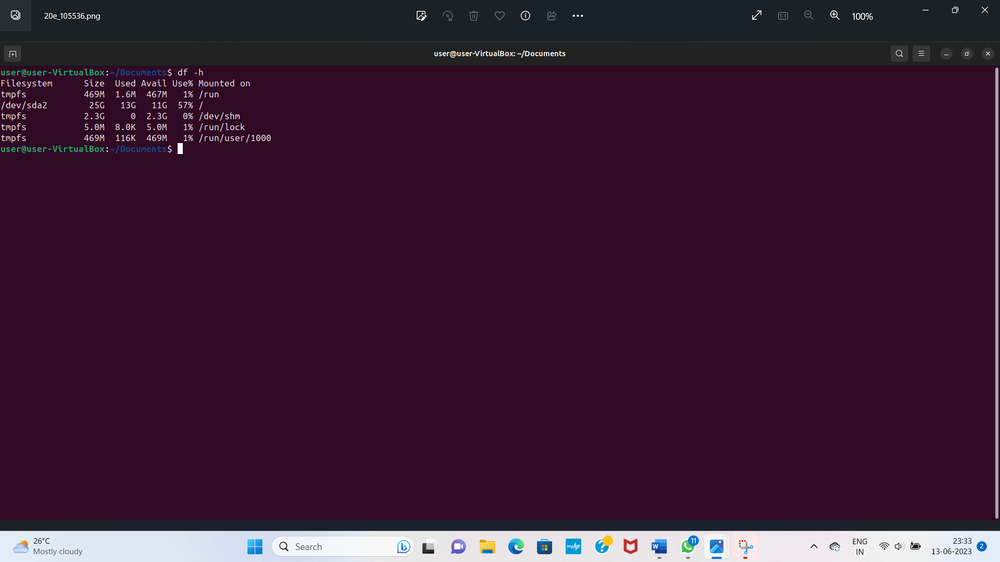 20e_105536.png
100%
user@user-VirtualBox: ~/Documents
user@user-VirtualBox:~/Documents$ df -h
Filesystem      Size  Used Avail Use% Mounted on
tmpfs           469M  1.6M  467M   1% /run
/dev/sda2        25G   13G   11G  57% /
tmpfs           2.3G     0  2.3G   0% /dev/shm
tmpfs           5.0M  8.0K  5.0M   1% /run/lock
tmpfs           469M  116K  469M   1% /run/user/1000
user@user-VirtualBox:~/Documents$
26°C
Mostly cloudy
Search
myhp
W
11
ENG
IN
23:33
13-06-2023
2